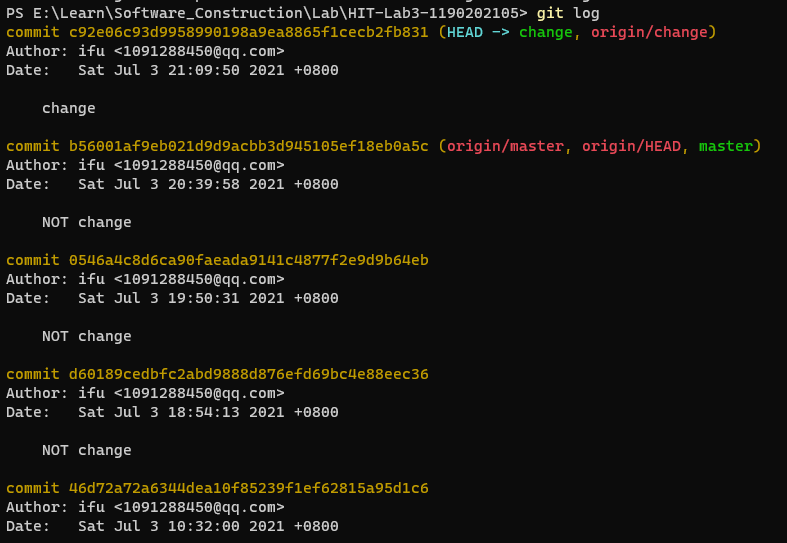 PS E:\Learn\Software_Construction\Lab\HIT-Lab3-1190202105> git log
commit c92e06c93d9958990198a9ea8865f1cecb2fb831 (HEAD -> change, origin/change)
Author: ifu <1091288450@qq.com>
Date:   Sat Jul 3 21:09:50 2021 +0800
    change
commit b56001af9eb021d9d9acbb3d945105ef18eb0a5c (origin/master, origin/HEAD, master)
Author: ifu <1091288450@qq.com>
Date:   Sat Jul 3 20:39:58 2021 +0800
    NOT change
commit 0546a4c8d6ca90faeada9141c4877f2e9d9b64eb
Author: ifu <1091288450@qq.com>
Date:   Sat Jul 3 19:50:31 2021 +0800
    NOT change
commit d60189cedbfc2abd9888d876efd69bc4e88eec36
Author: ifu <1091288450@qq.com>
Date:   Sat Jul 3 18:54:13 2021 +0800
    NOT change
commit 46d72a72a6344dea10f85239f1ef62815a95d1c6
Author: ifu <1091288450@qq.com>
Date:   Sat Jul 3 10:32:00 2021 +0800